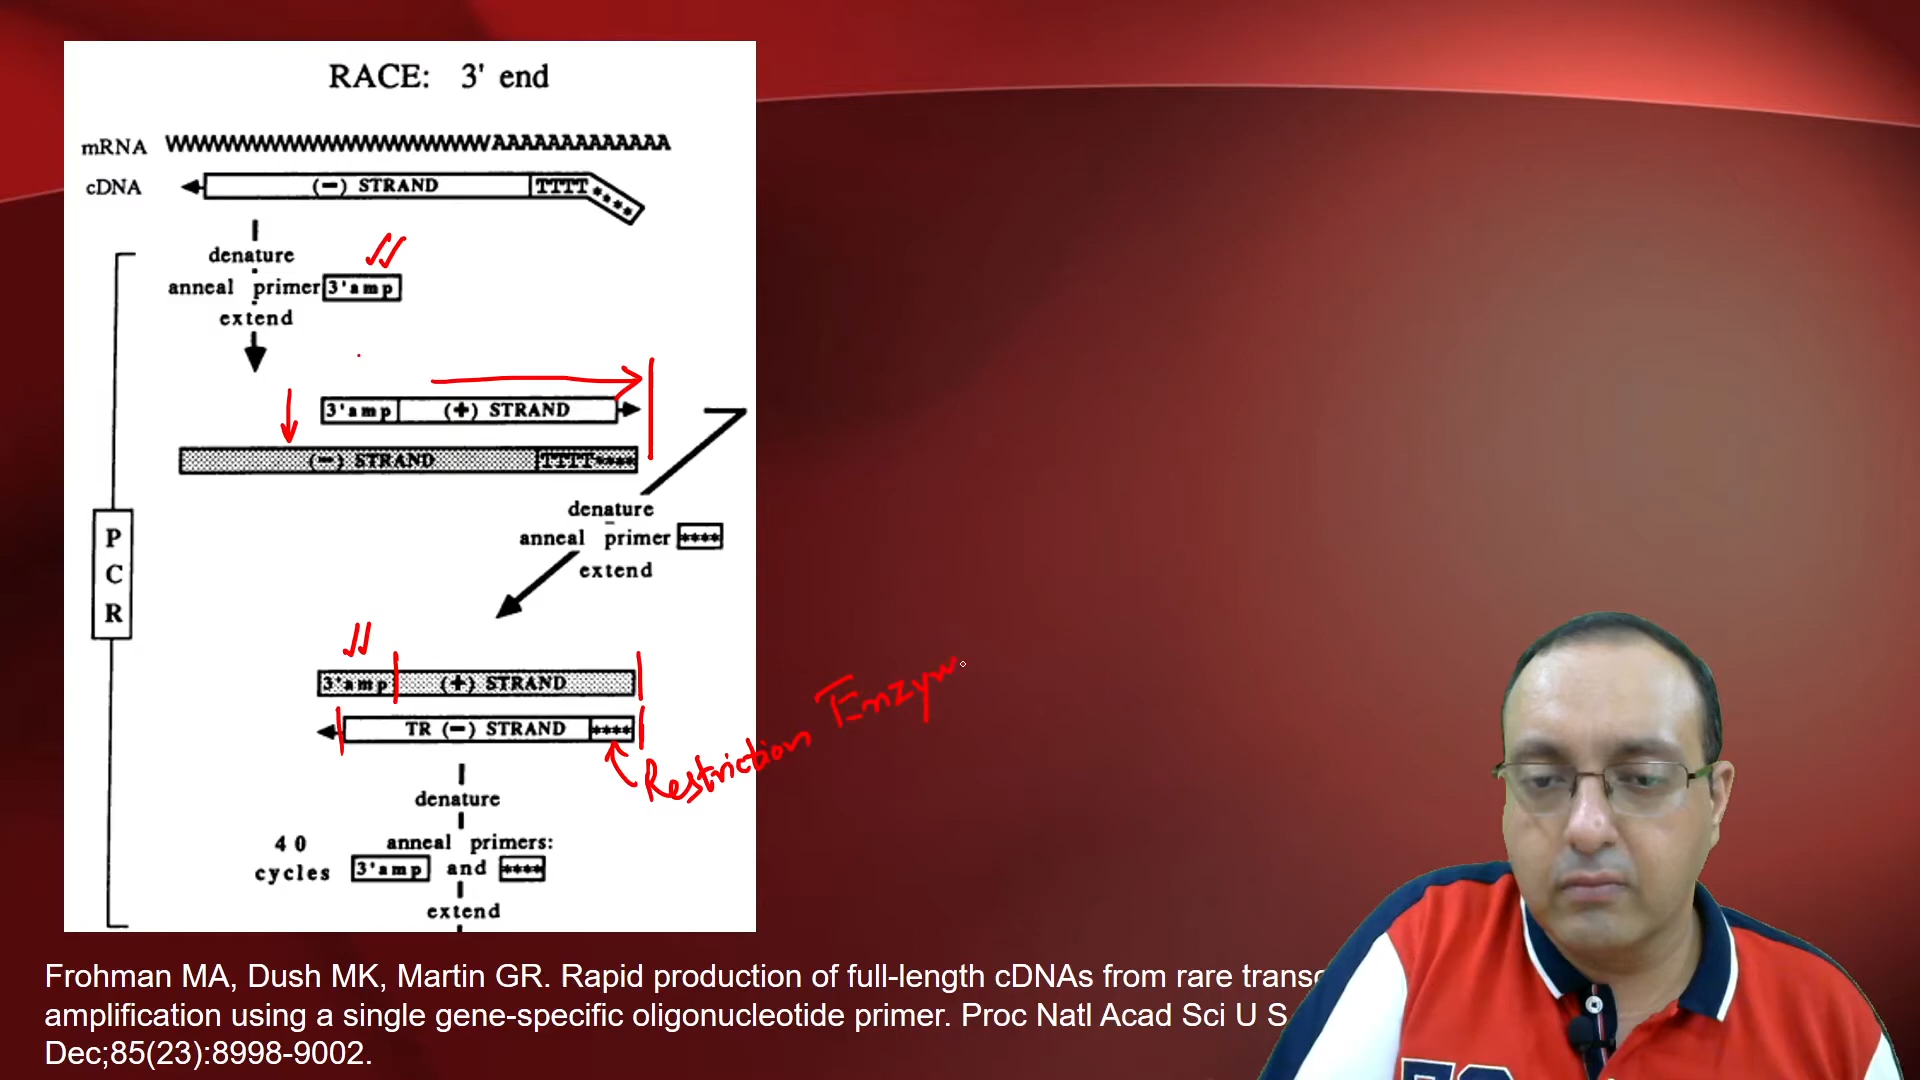 RACE: 3' end
mRNA WWWWWWWWWWWWWWWWWWWAAAAAAAAAAAAA
cDNA (-) STRAND TTTT****
denature
anneal primer 3'amp
extend
3'amp (+) STRAND
(-) STRAND TTTT****
denature
anneal primer ****
extend
PCR
3'amp (+) STRAND
TR (-) STRAND ****
Restriction Enzym
denature
40 anneal primers:
cycles 3'amp and ****
extend
Frohman MA, Dush MK, Martin GR. Rapid production of full-length cDNAs from rare
amplification using a single gene-specific oligonucleotide primer. Proc Natl Acad Sci U S
Dec;85(23):8998-9002.